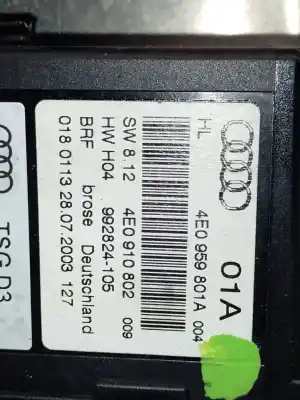 01A
HL 4E0 959 801A 004
SW 8.12 4E0 910 802 009
HW H04 992824-105
BRF brose Deutschland
018 0113 28.07.2003 127
TSG D3